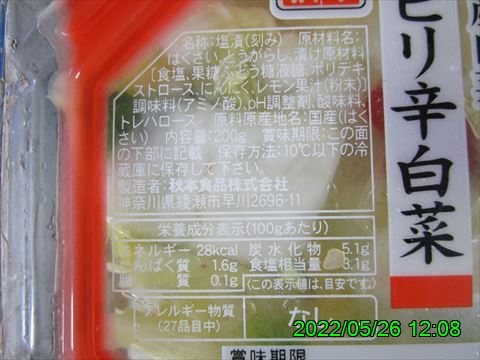 名称:塩漬(刻み) 原材料名:
はくさい、とうがらし、漬け原材料
[食塩、果糖ぶどう糖液糖、ポリデキ
ストロース、にんにく、レモン果汁(粉末)]
調味料(アミノ酸)、pH調整剤、酸味料、
トレハロース 原料原産地名:国産(はく
さい) 内容量:200g 賞味期限:この面
の下部に記載 保存方法:10℃以下の冷
蔵庫に保存して下さい。
製造者:秋本食品株式会社
神奈川県綾瀬市早川2696-11
栄養成分表示(100gあたり)
エネルギー 28kcal 炭水化物 5.1g
たんぱく質 1.6g 食塩相当量 3.1g
脂質 0.1g (この表示値は、目安です。)
アレルギー物質
(27品目中) なし
賞味期限
ピリ辛白菜
2022/05/26 12:08